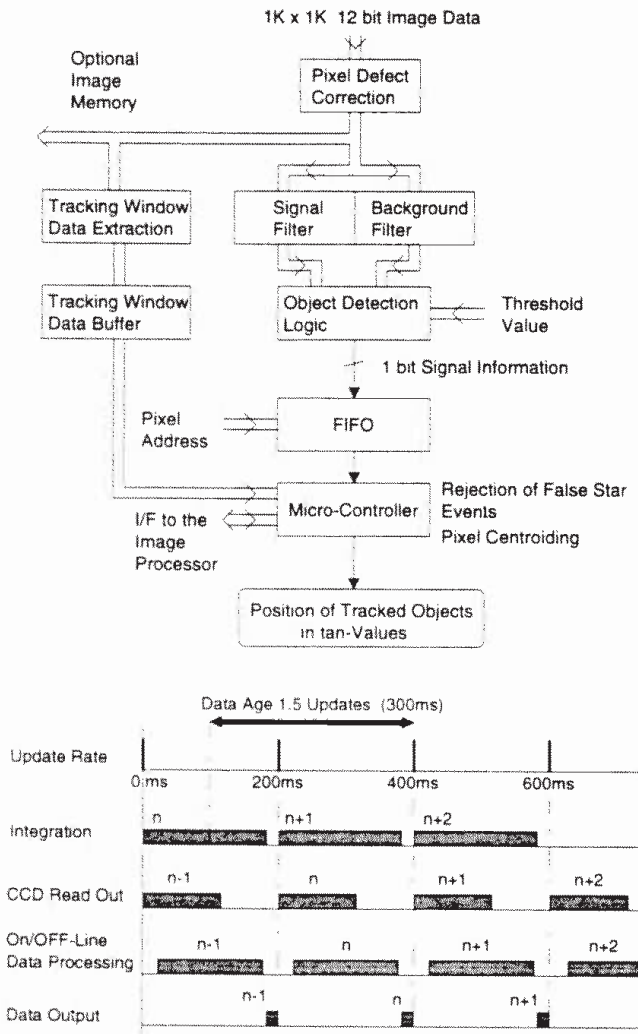 1K x 1K 12 bit Image Data
Optional
Image
Memory
Pixel Defect
Correction
Tracking Window
Data Extraction
Signal
Filter
Background
Filter
Tracking Window
Data Buffer
Object Detection
Logic
Threshold
Value
1 bit Signal Information
Pixel
Address
FIFO
Micro-Controller
Rejection of False Star
Events
Pixel Centroiding
I/F to the
Image
Processor
Position of Tracked Objects
in tan-Values
Data Age 1.5 Updates (300ms)
Update Rate
0ms 200ms 400ms 600ms
Integration
n n+1 n+2
CCD Read Out
n-1 n n+1 n+2
On/OFF-Line
Data Processing
n-1 n n+1 n+2
Data Output
n-1 n n+1